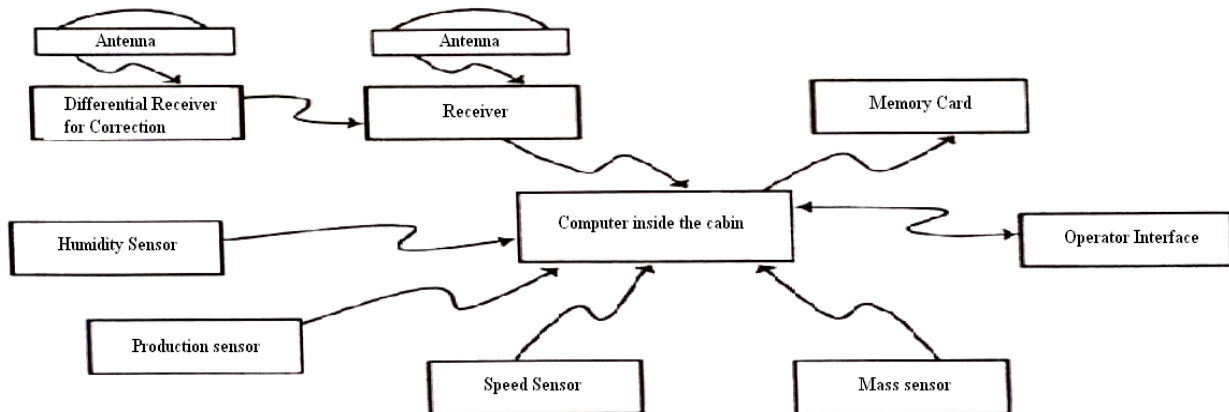 Antenna
Antenna
Differential Receiver
for Correction
Receiver
Memory Card
Computer inside the cabin
Humidity Sensor
Operator Interface
Production sensor
Speed Sensor
Mass sensor